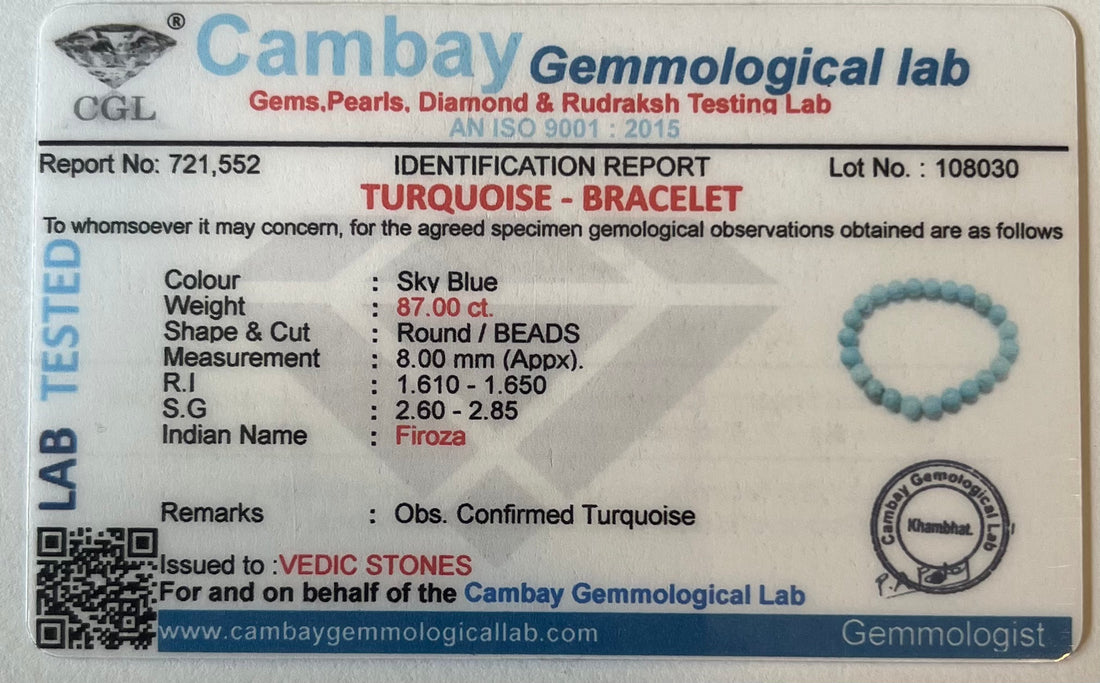 ®
CGL
Cambay Gemmological lab
Gems,Pearls, Diamond & Rudraksh Testing Lab
AN ISO 9001 : 2015
Report No: 721,552 IDENTIFICATION REPORT Lot No. : 108030
TURQUOISE - BRACELET
To whomsoever it may concern, for the agreed specimen gemological observations obtained are as follows
LAB TESTED
Colour : Sky Blue
Weight : 87.00 ct.
Shape & Cut : Round / BEADS
Measurement : 8.00 mm (Appx).
R.I : 1.610 - 1.650
S.G : 2.60 - 2.85
Indian Name : Firoza
Remarks : Obs. Confirmed Turquoise
Cambay Gemological Lab
Khambhat.
Issued to :VEDIC STONES
For and on behalf of the Cambay Gemmological Lab
www.cambaygemmologicallab.com Gemmologist